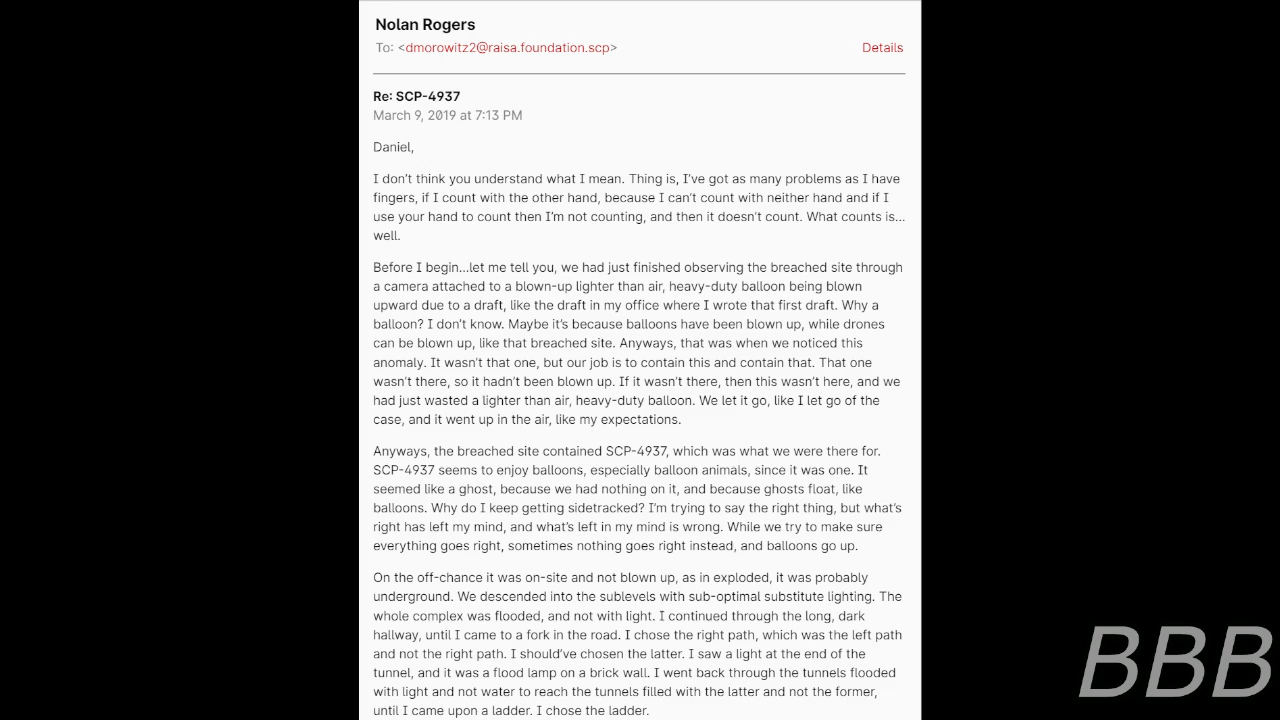 Nolan Rogers
To: <dmorowitz2@raisa.foundation.scp> Details
Re: SCP-4937
March 9, 2019 at 7:13 PM
Daniel,
I don't think you understand what I mean. Thing is, I've got as many problems as I have
fingers, if I count with the other hand, because I can't count with neither hand and if I
use your hand to count then I'm not counting, and then it doesn't count. What counts is...
well.
Before I begin...let me tell you, we had just finished observing the breached site through
a camera attached to a blown-up lighter than air, heavy-duty balloon being blown
upward due to a draft, like the draft in my office where I wrote that first draft. Why a
balloon? I don't know. Maybe it's because balloons have been blown up, while drones
can be blown up, like that breached site. Anyways, that was when we noticed this
anomaly. It wasn't that one, but our job is to contain this and contain that. That one
wasn't there, so it hadn't been blown up. If it wasn't there, then this wasn't here, and we
had just wasted a lighter than air, heavy-duty balloon. We let it go, like I let go of the
case, and it went up in the air, like my expectations.
Anyways, the breached site contained SCP-4937, which was what we were there for.
SCP-4937 seems to enjoy balloons, especially balloon animals, since it was one. It
seemed like a ghost, because we had nothing on it, and because ghosts float, like
balloons. Why do I keep getting sidetracked? I'm trying to say the right thing, but what's
right has left my mind, and what's left in my mind is wrong. While we try to make sure
everything goes right, sometimes nothing goes right instead, and balloons go up.
On the off-chance it was on-site and not blown up, as in exploded, it was probably
underground. We descended into the sublevels with sub-optimal substitute lighting. The
whole complex was flooded, and not with light. I continued through the long, dark
hallway, until I came to a fork in the road. I chose the right path, which was the left path
and not the right path. I should've chosen the latter. I saw a light at the end of the
tunnel, and it was a flood lamp on a brick wall. I went back through the tunnels flooded
with light and not water to reach the tunnels filled with the latter and not the former,
until I came upon a ladder. I chose the ladder.
BBB